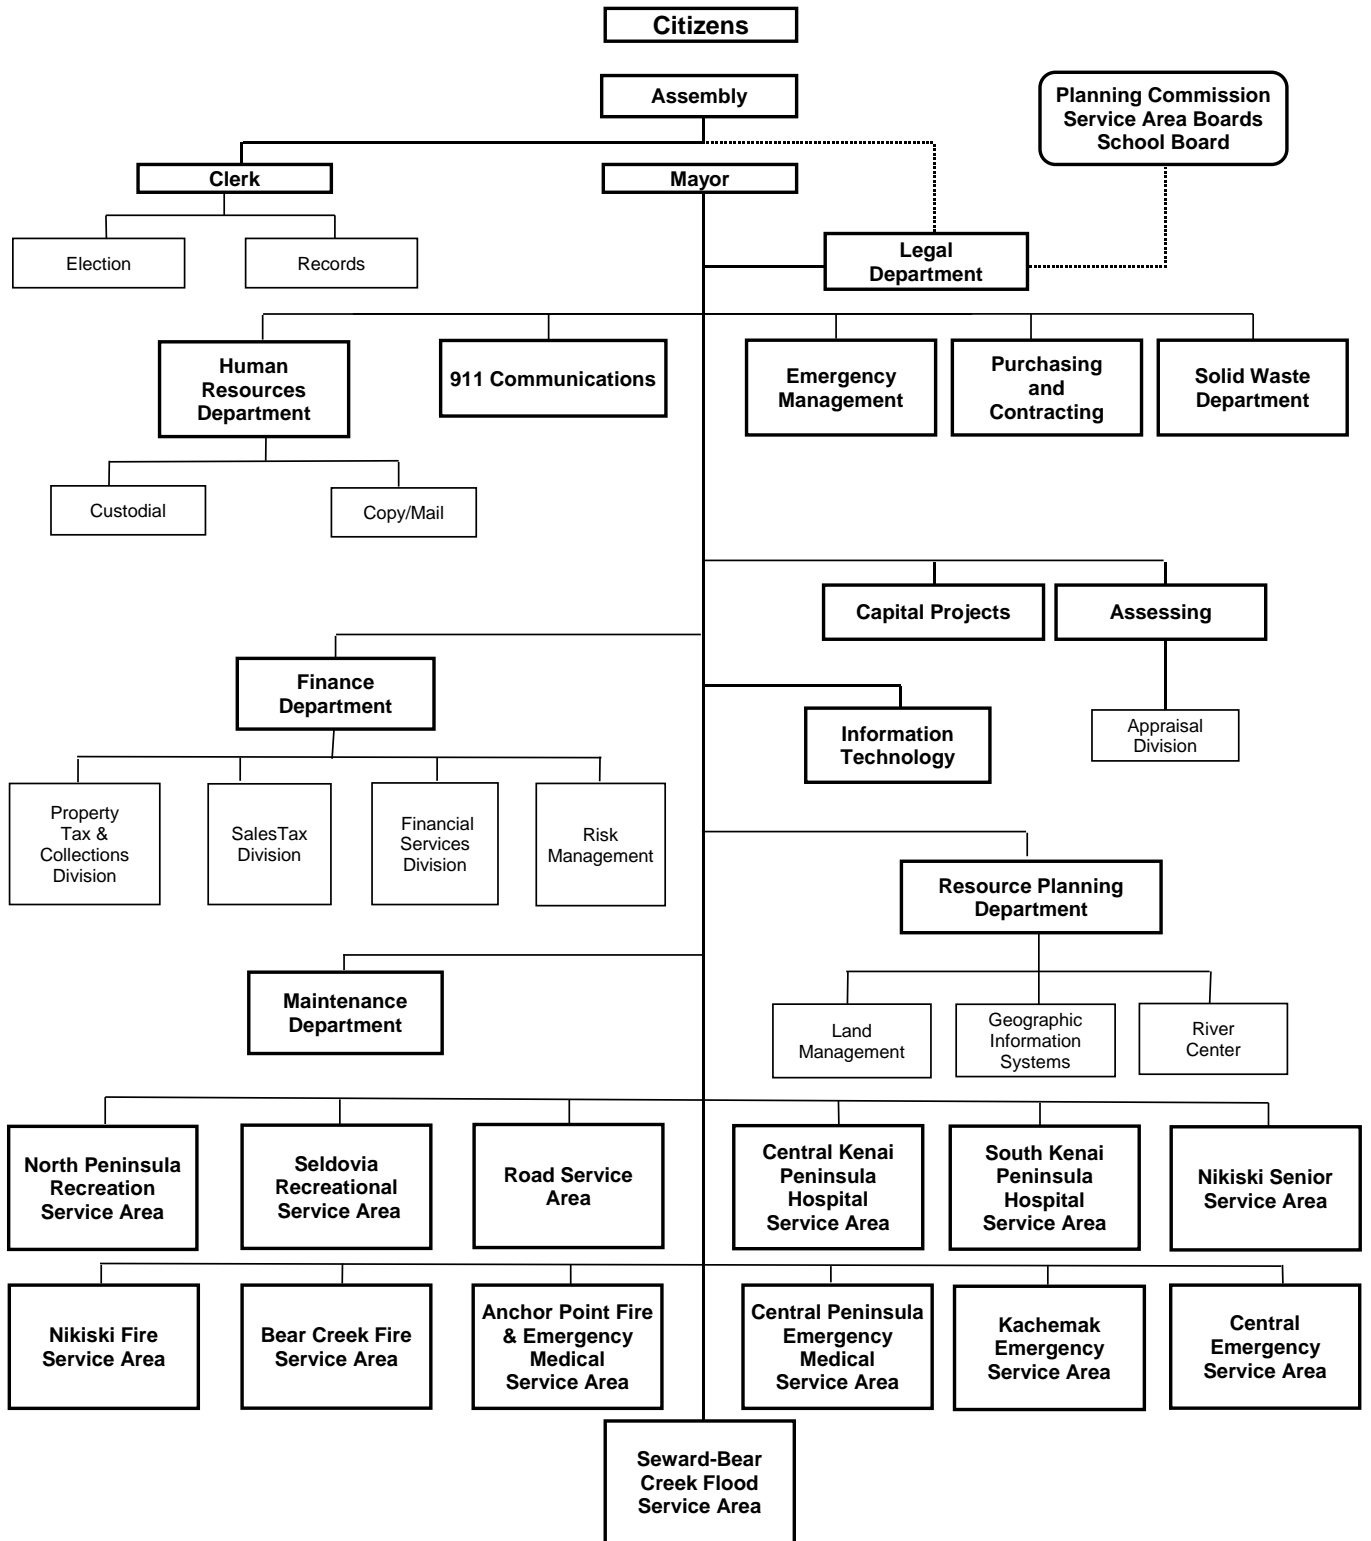 Citizens
Assembly
Planning Commission
Service Area Boards
School Board
Clerk
Mayor
Election
Records
Legal
Department
Human
Resources
Department
911 Communications
Emergency
Management
Purchasing
and
Contracting
Solid Waste
Department
Custodial
Copy/Mail
Capital Projects
Assessing
Finance
Department
Information
Technology
Appraisal
Division
Property
Tax &
Collections
Division
SalesTax
Division
Financial
Services
Division
Risk
Management
Resource Planning
Department
Maintenance
Department
Land
Management
Geographic
Information
Systems
River
Center
North Peninsula
Recreation
Service Area
Seldovia
Recreational
Service Area
Road Service
Area
Central Kenai
Peninsula
Hospital
Service Area
South Kenai
Peninsula
Hospital
Service Area
Nikiski Senior
Service Area
Nikiski Fire
Service Area
Bear Creek Fire
Service Area
Anchor Point Fire
& Emergency
Medical
Service Area
Central Peninsula
Emergency
Medical
Service Area
Kachemak
Emergency
Service Area
Central
Emergency
Service Area
Seward-Bear
Creek Flood
Service Area